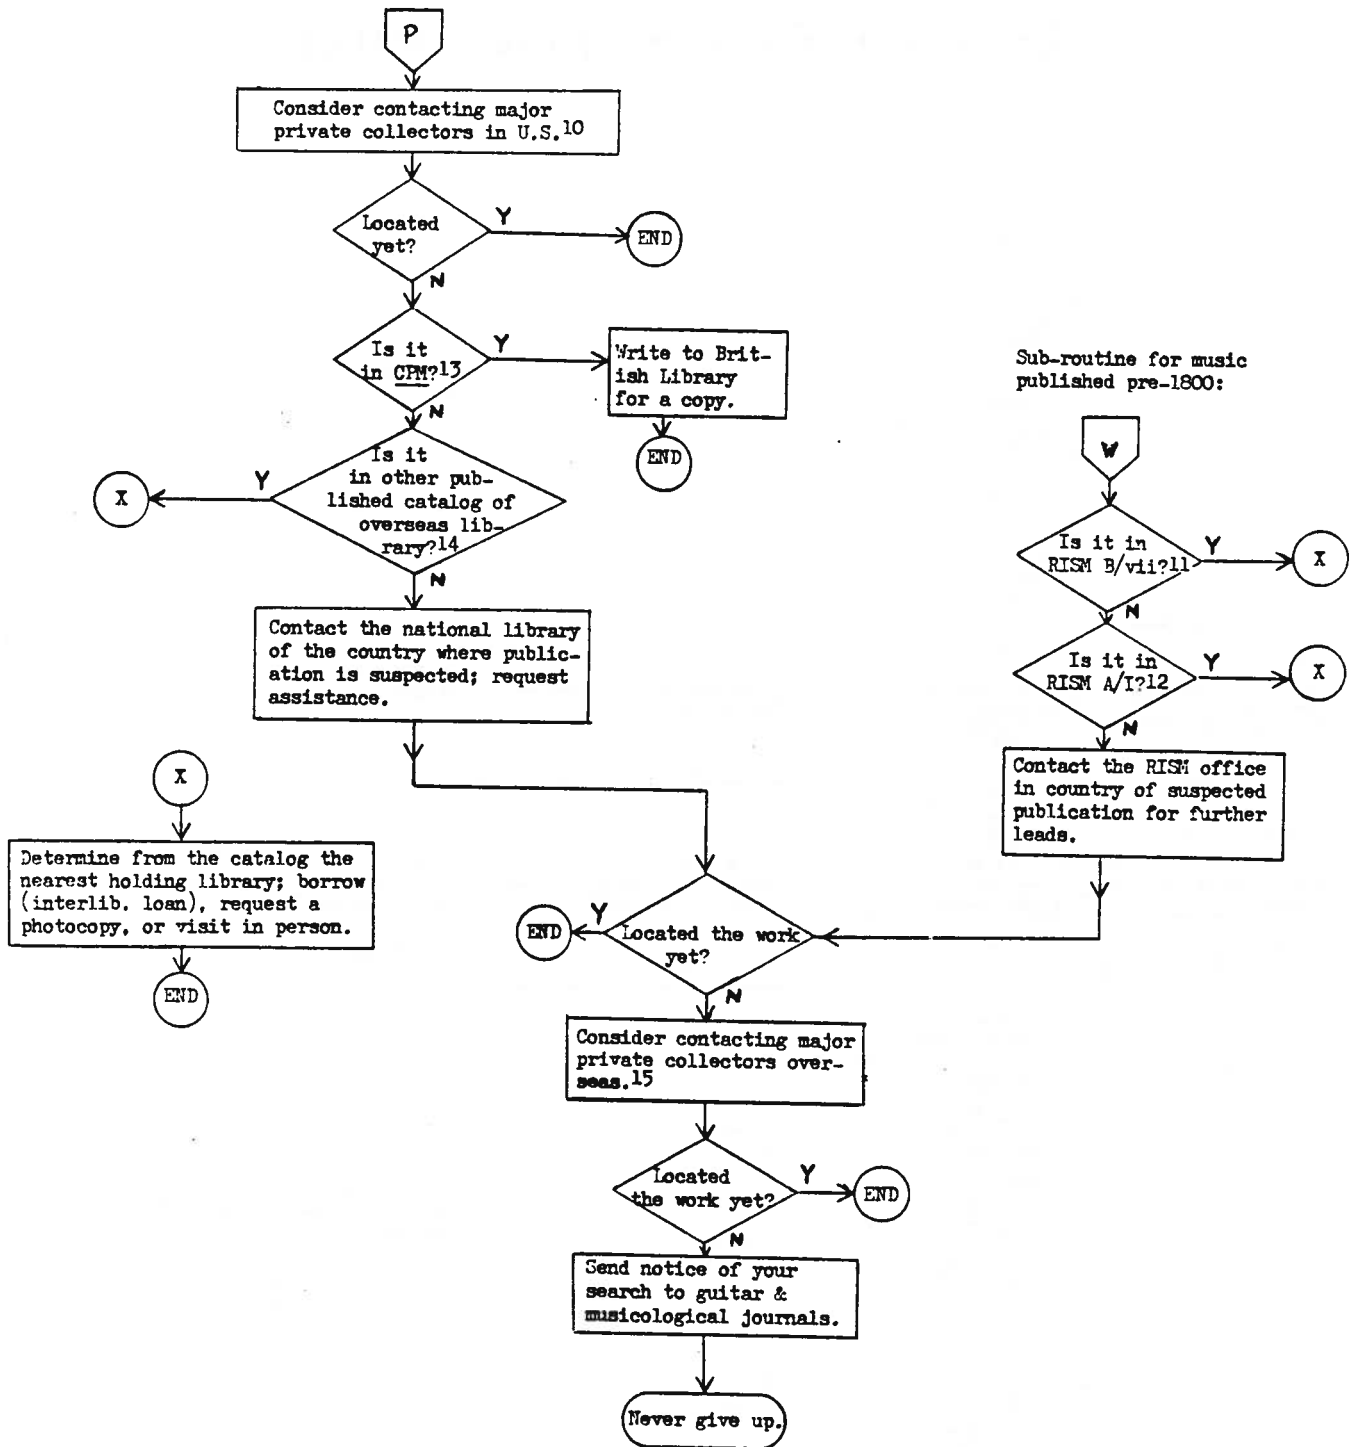 P
Consider contacting major
private collectors in U.S.10
Located
yet?
Y
END
N
Is it
in CPM?13
Y
Write to Brit-
ish Library
for a copy.
END
N
Is it
in other pub-
lished catalog of
overseas lib-
rary?14
Y
X
N
Contact the national library
of the country where public-
ation is suspected; request
assistance.
Sub-routine for music
published pre-1800:
W
Is it in
RISM B/vii?11
Y
X
N
Is it in
RISM A/I?12
Y
X
N
Contact the RISM office
in country of suspected
publication for further
leads.
X
Determine from the catalog the
nearest holding library; borrow
(interlib. loan), request a
photocopy, or visit in person.
END
Located the work
yet?
Y
END
N
Consider contacting major
private collectors over-
seas.15
Located
the work yet?
Y
END
N
Send notice of your
search to guitar &
musicological journals.
Never give up.